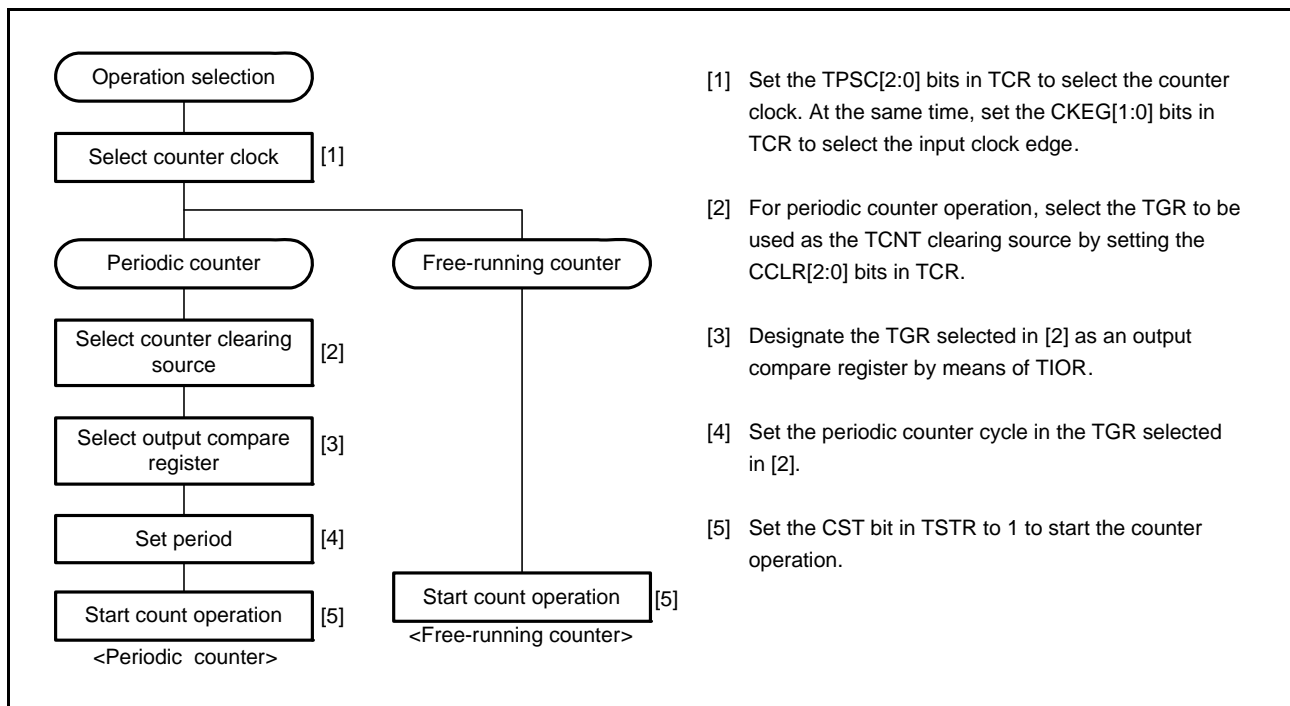 Operation selection
Select counter clock
[1]
Periodic counter
Free-running counter
Select counter clearing
source
[2]
Select output compare
register
[3]
Set period
[4]
Start count operation
[5]
<Periodic  counter>
Start count operation
[5]
<Free-running counter>
[1] Set the TPSC[2:0] bits in TCR to select the counter
clock. At the same time, set the CKEG[1:0] bits in
TCR to select the input clock edge.
[2] For periodic counter operation, select the TGR to be
used as the TCNT clearing source by setting the
CCLR[2:0] bits in TCR.
[3] Designate the TGR selected in [2] as an output
compare register by means of TIOR.
[4] Set the periodic counter cycle in the TGR selected
in [2].
[5] Set the CST bit in TSTR to 1 to start the counter
operation.